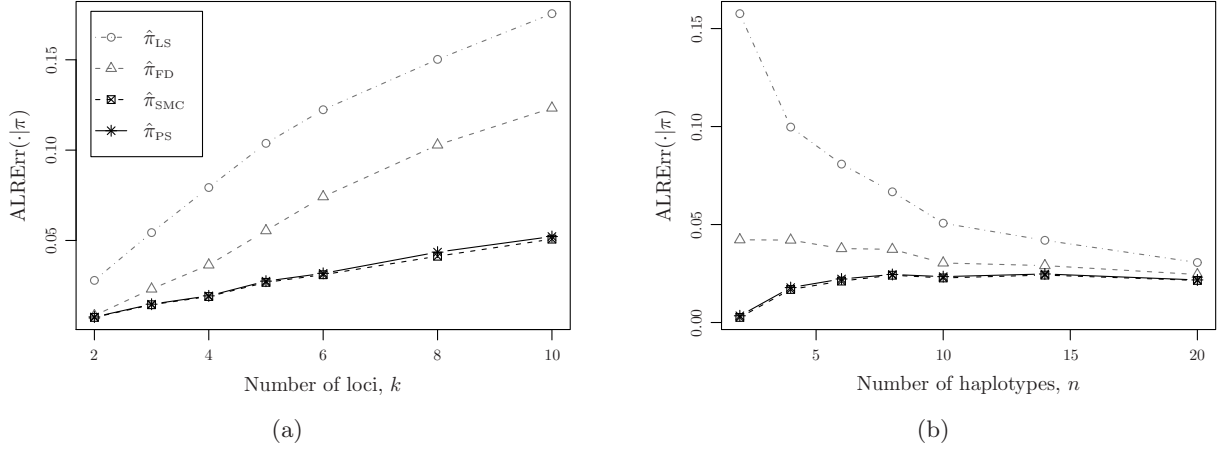 ALRErr(·|π)
0.15
0.10
0.05
π̂LS
π̂FD
π̂SMC
π̂PS
2 4 6 8 10
Number of loci, k
(a)
ALRErr(·|π)
0.15
0.10
0.05
0.00
5 10 15 20
Number of haplotypes, n
(b)